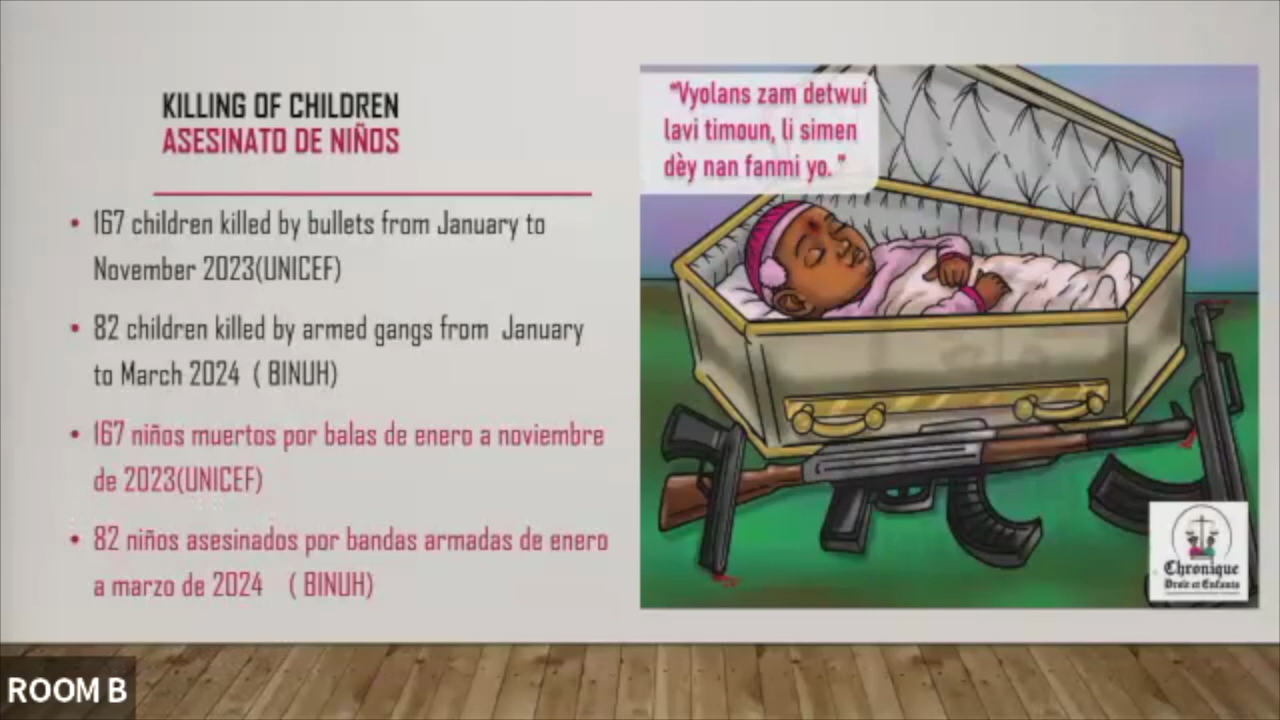 KILLING OF CHILDREN
ASESINATO DE NIÑOS
• 167 children killed by bullets from January to
November 2023(UNICEF)
• 82 children killed by armed gangs from January
to March 2024 ( BINUH)
• 167 niños muertos por balas de enero a noviembre
de 2023(UNICEF)
• 82 niños asesinados por bandas armadas de enero
a marzo de 2024 ( BINUH)
"Vyolans zam detwui
lavi timoun, li simen
dèy nan fanmi yo. "
Chronique
Droit et Enfants
ROOM B